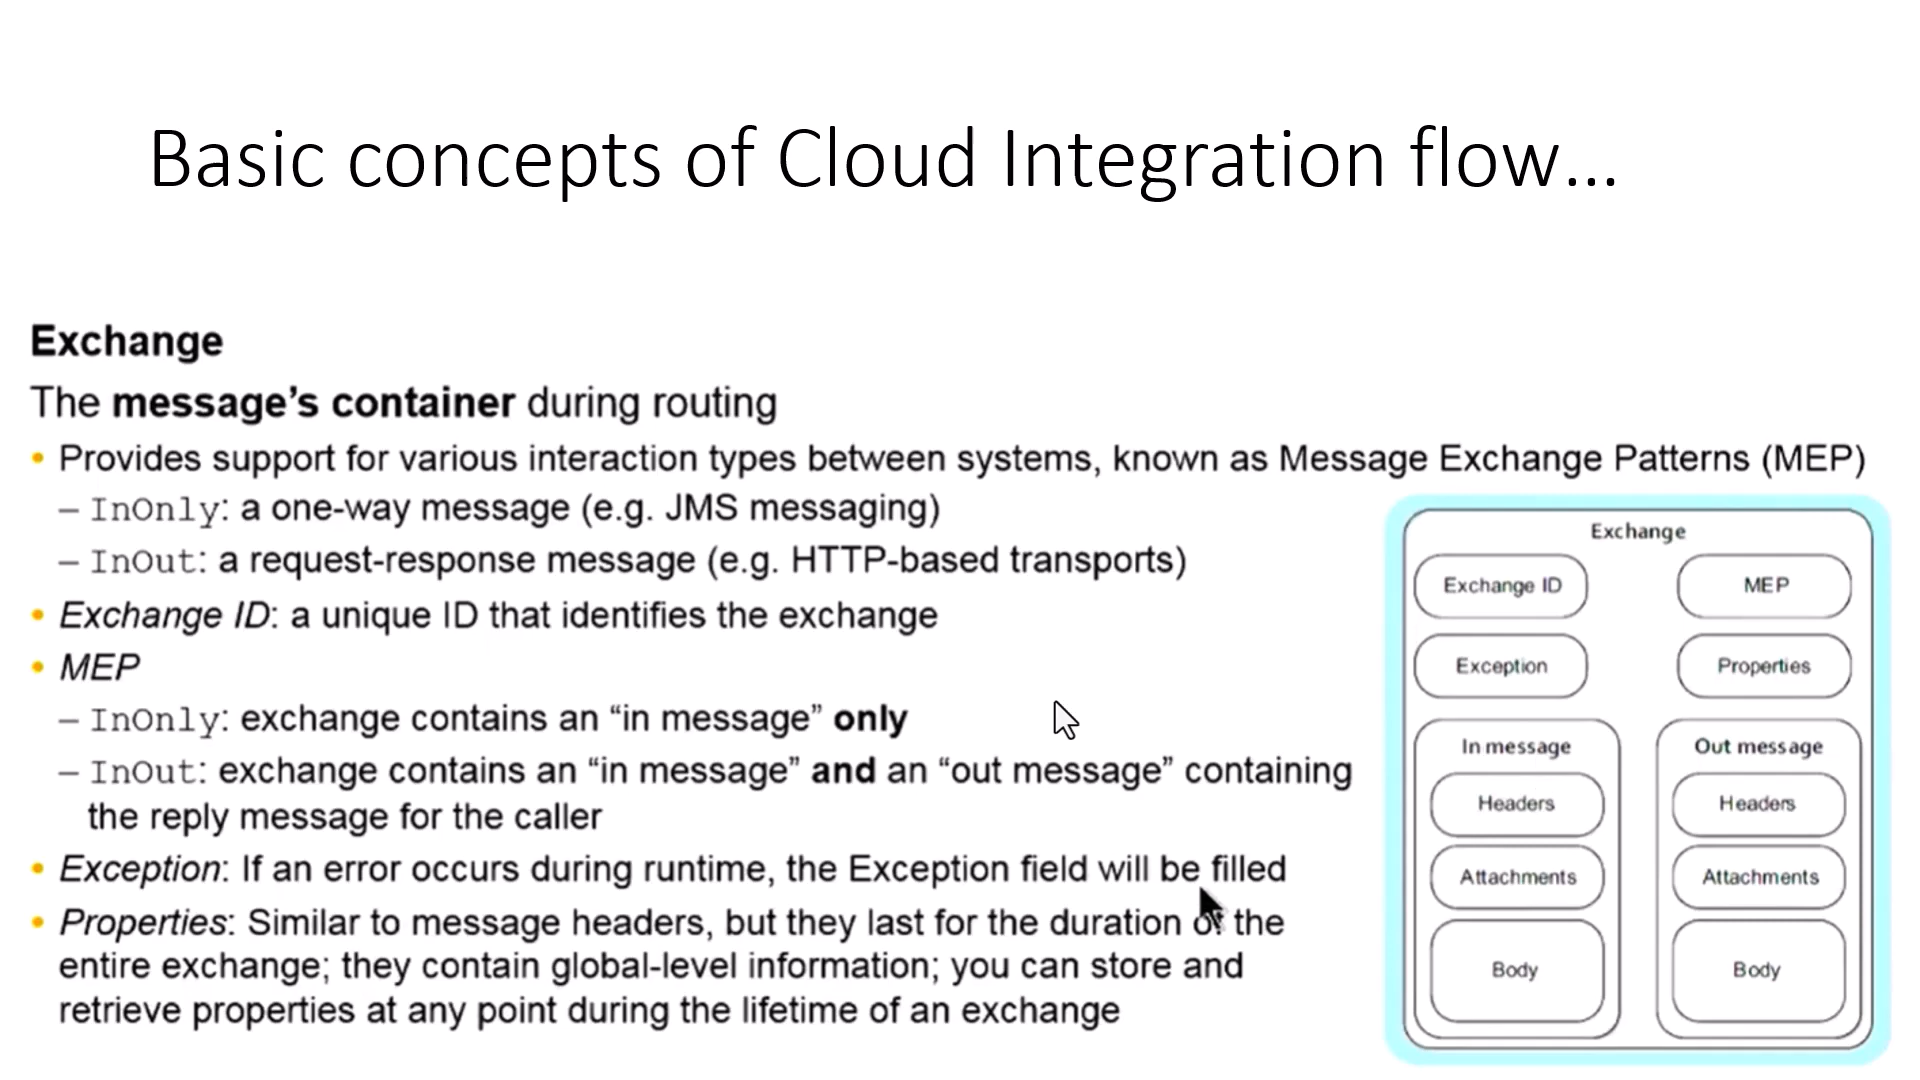 Basic concepts of Cloud Integration flow...
Exchange
The message’s container during routing
• Provides support for various interaction types between systems, known as Message Exchange Patterns (MEP)
– InOnly: a one-way message (e.g. JMS messaging)
– InOut: a request-response message (e.g. HTTP-based transports)
• Exchange ID: a unique ID that identifies the exchange
• MEP
– InOnly: exchange contains an “in message” only
– InOut: exchange contains an “in message” and an “out message” containing
the reply message for the caller
• Exception: If an error occurs during runtime, the Exception field will be filled
• Properties: Similar to message headers, but they last for the duration of the
entire exchange; they contain global-level information; you can store and
retrieve properties at any point during the lifetime of an exchange
Exchange
Exchange ID
MEP
Exception
Properties
In message
Headers
Attachments
Body
Out message
Headers
Attachments
Body